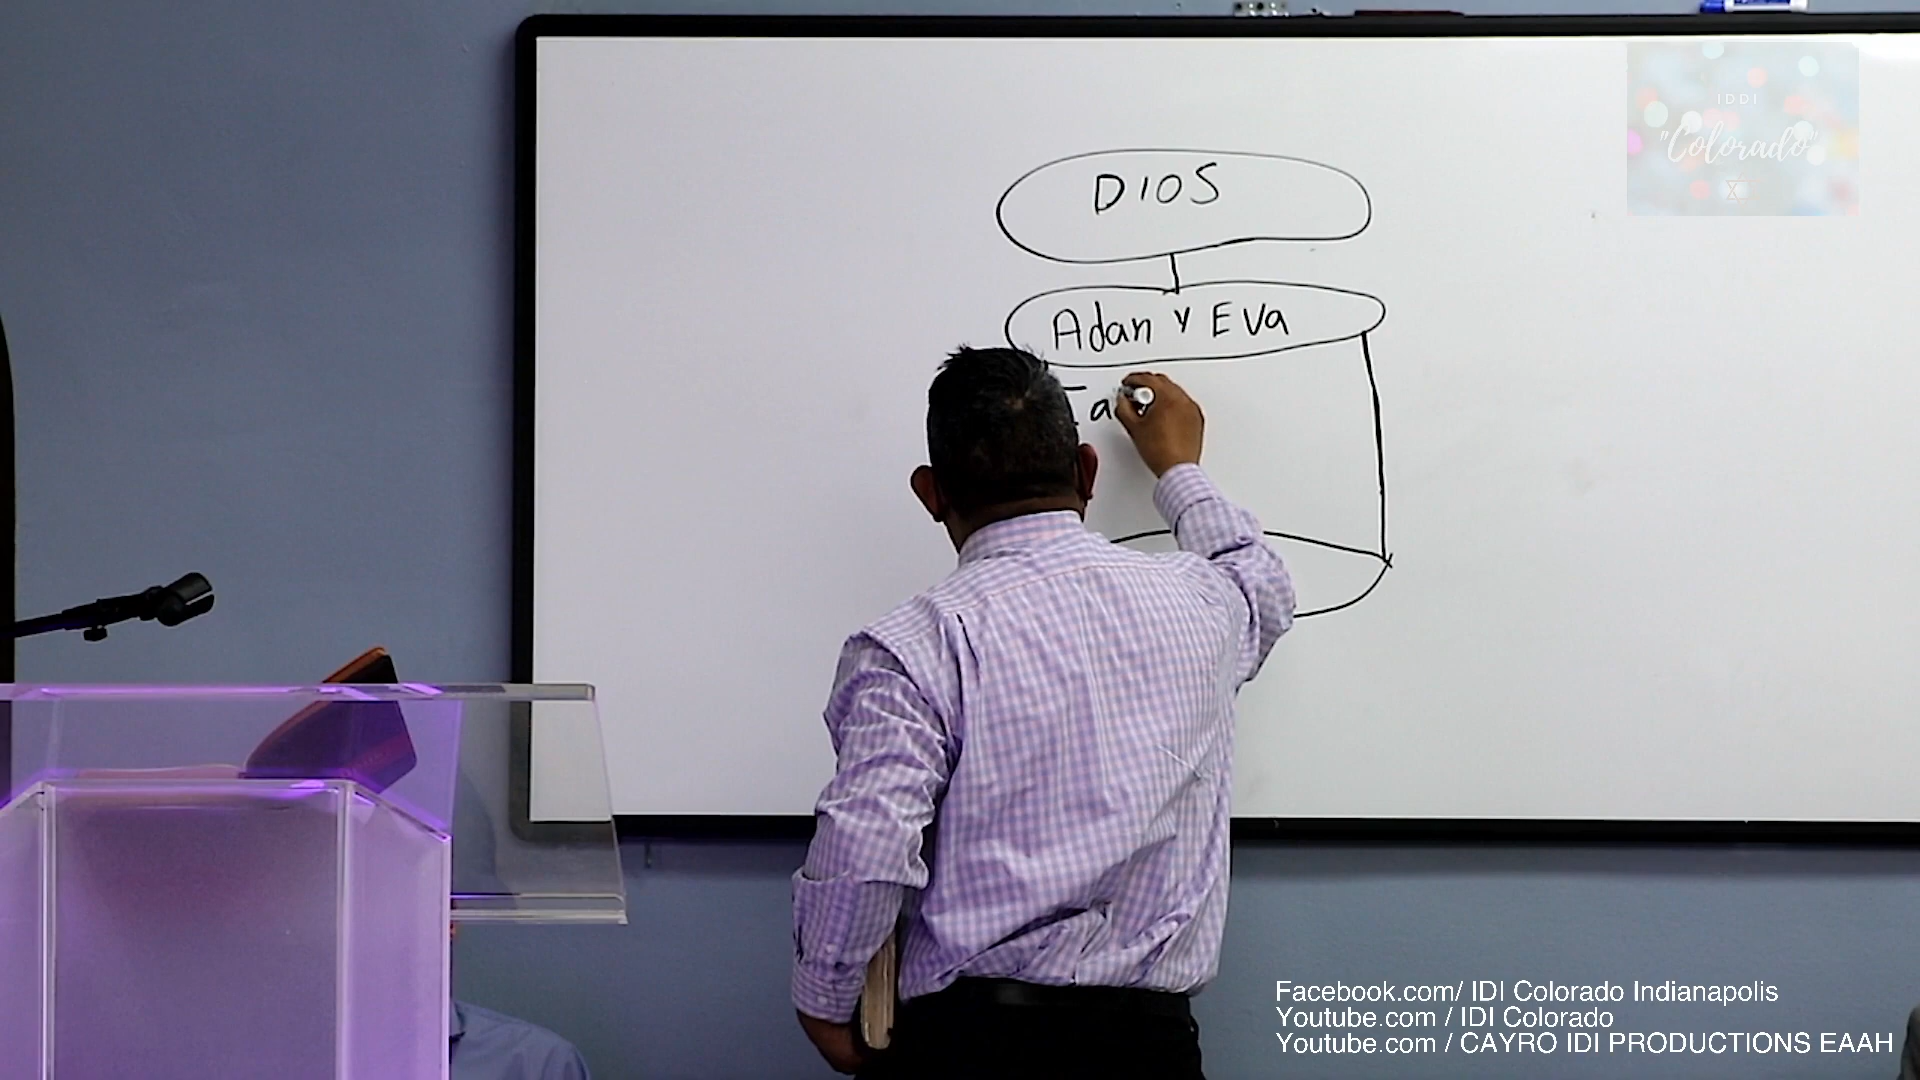 IDDI
"Colorado"
DIOS
Adan Y Eva
Facebook.com/ IDI Colorado Indianapolis
Youtube.com / IDI Colorado
Youtube.com / CAYRO IDI PRODUCTIONS EAAH